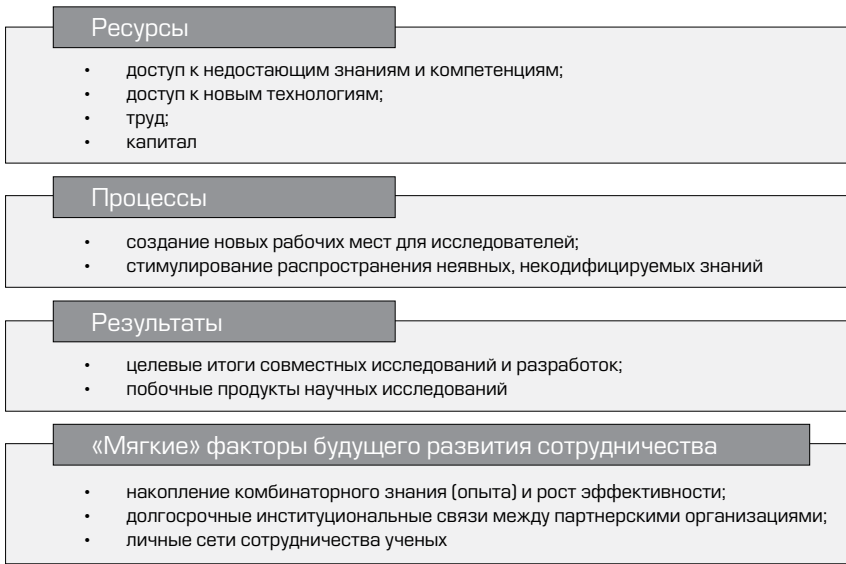 Ресурсы
• доступ к недостающим знаниям и компетенциям;
• доступ к новым технологиям;
• труд;
• капитал
Процессы
• создание новых рабочих мест для исследователей;
• стимулирование распространения неявных, некодифицируемых знаний
Результаты
• целевые итоги совместных исследований и разработок;
• побочные продукты научных исследований
«Мягкие» факторы будущего развития сотрудничества
• накопление комбинаторного знания (опыта) и рост эффективности;
• долгосрочные институциональные связи между партнерскими организациями;
• личные сети сотрудничества ученых